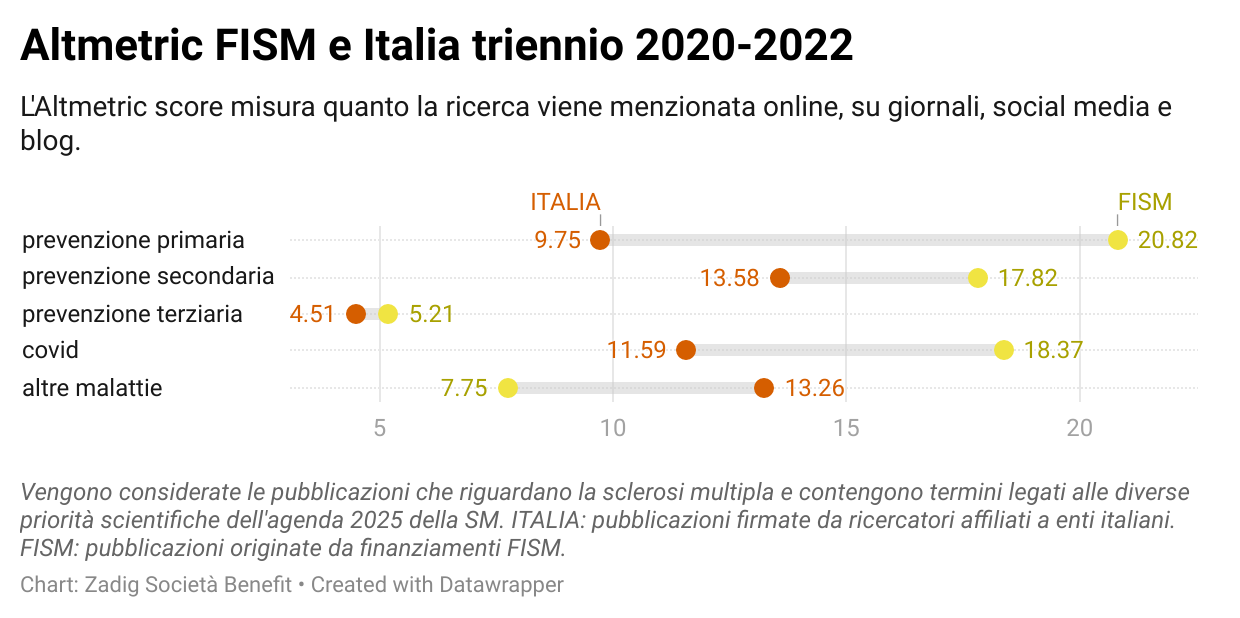 Altmetric FISM e Italia triennio 2020-2022
L'Altmetric score misura quanto la ricerca viene menzionata online, su giornali, social media e
blog.
ITALIA FISM
prevenzione primaria 9.75 20.82
prevenzione secondaria 13.58 17.82
prevenzione terziaria 4.51 5.21
covid 11.59 18.37
altre malattie 7.75 13.26
5 10 15 20
Vengono considerate le pubblicazioni che riguardano la sclerosi multipla e contengono termini legati alle diverse
priorità scientifiche dell'agenda 2025 della SM. ITALIA: pubblicazioni firmate da ricercatori affiliati a enti italiani.
FISM: pubblicazioni originate da finanziamenti FISM.
Chart: Zadig Società Benefit • Created with Datawrapper